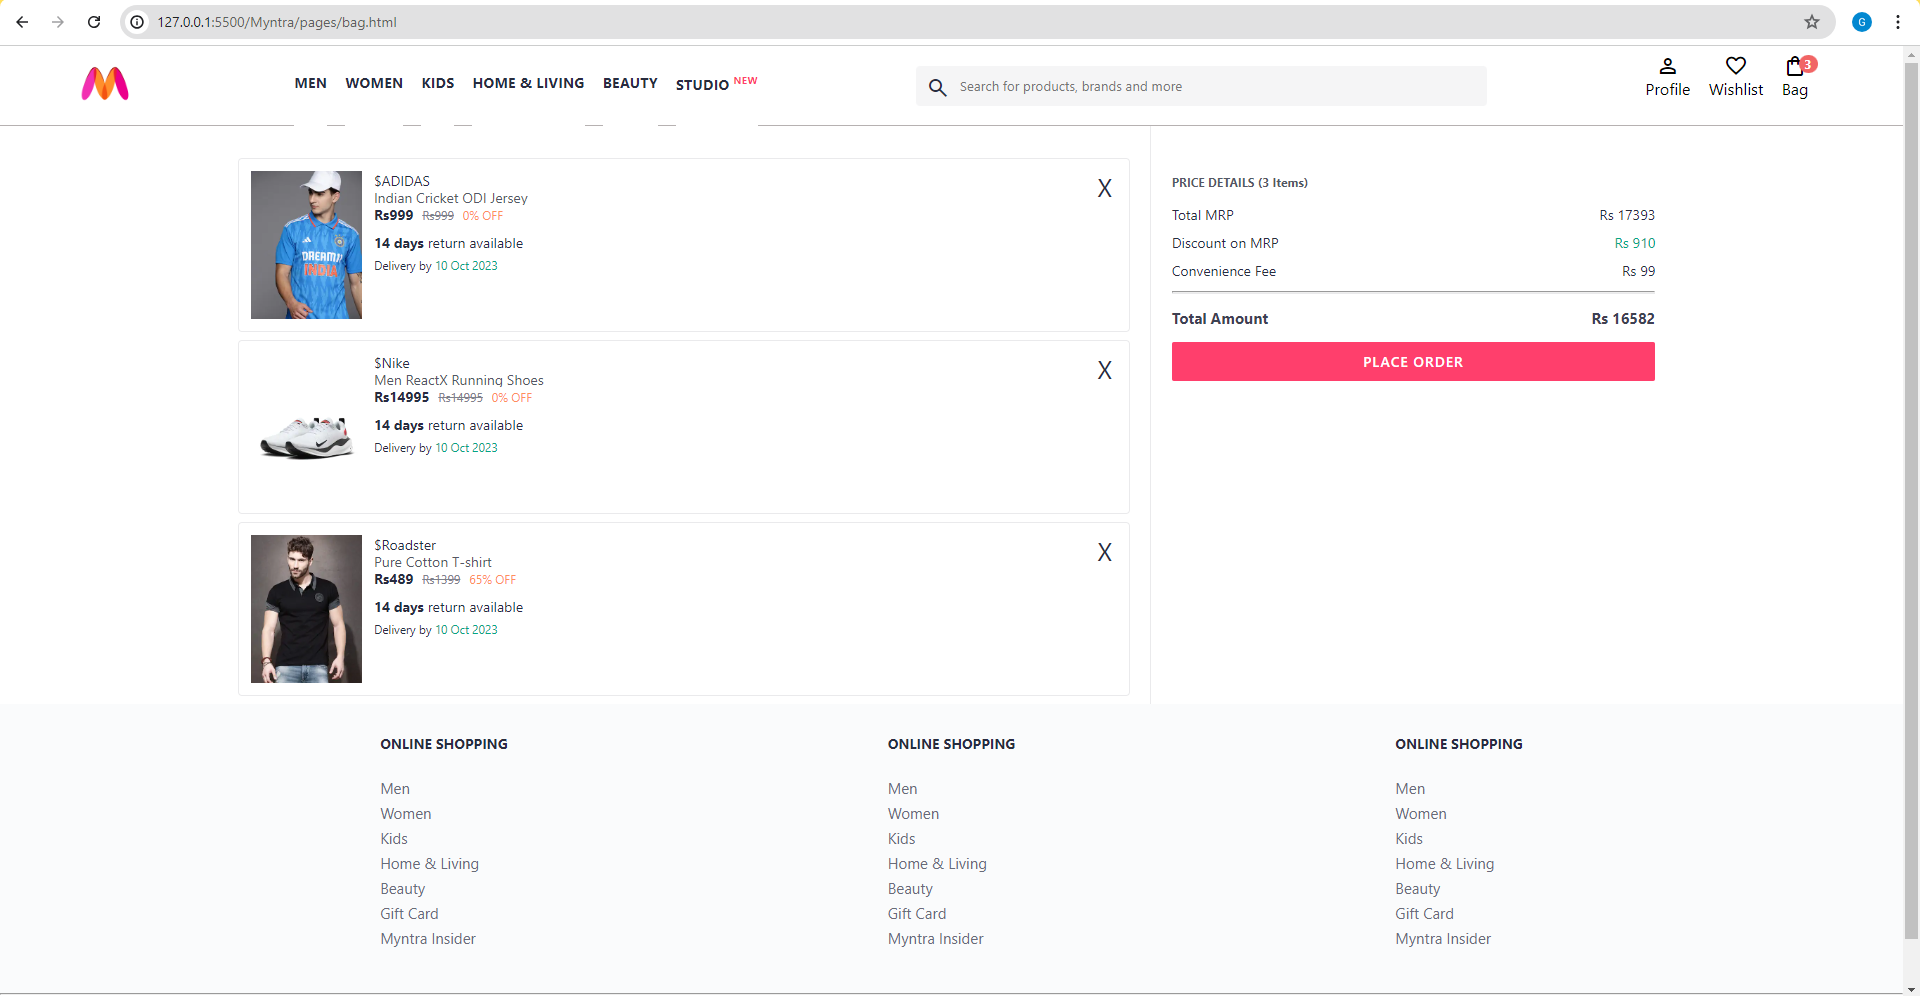 127.0.0.1:5500/Myntra/pages/bag.html
G
MEN WOMEN KIDS HOME & LIVING BEAUTY STUDIO NEW
Search for products, brands and more
Profile Wishlist Bag 3
$ADIDAS
Indian Cricket ODI Jersey
Rs999 Rs999 0% OFF
14 days return available
Delivery by 10 Oct 2023
X
DREAM11
INDIA
$Nike
Men ReactX Running Shoes
Rs14995 Rs14995 0% OFF
14 days return available
Delivery by 10 Oct 2023
X
$Roadster
Pure Cotton T-shirt
Rs489 Rs1399 65% OFF
14 days return available
Delivery by 10 Oct 2023
X
PRICE DETAILS (3 Items)
Total MRP Rs 17393
Discount on MRP Rs 910
Convenience Fee Rs 99
Total Amount Rs 16582
PLACE ORDER
ONLINE SHOPPING
Men
Women
Kids
Home & Living
Beauty
Gift Card
Myntra Insider
ONLINE SHOPPING
Men
Women
Kids
Home & Living
Beauty
Gift Card
Myntra Insider
ONLINE SHOPPING
Men
Women
Kids
Home & Living
Beauty
Gift Card
Myntra Insider